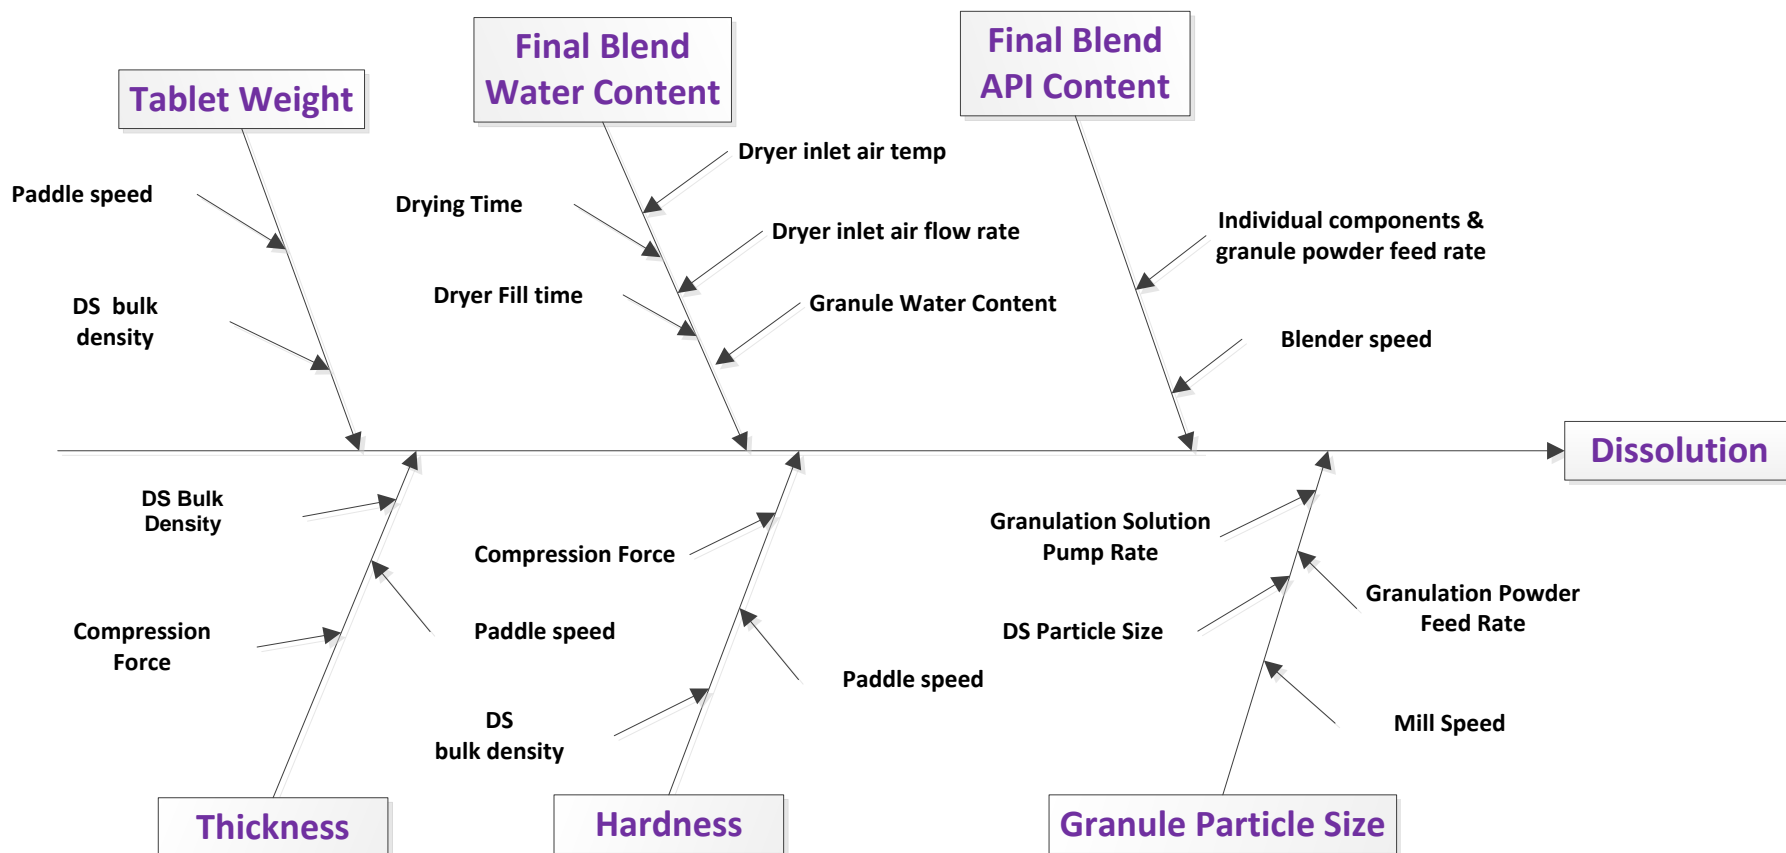 Tablet Weight
Final Blend
Water Content
Final Blend
API Content
Paddle speed
DS bulk
density
Dryer inlet air temp
Drying Time
Dryer inlet air flow rate
Dryer Fill time
Granule Water Content
Individual components &
granule powder feed rate
Blender speed
Dissolution
DS Bulk
Density
Compression
Force
Paddle speed
Compression Force
DS
bulk density
Paddle speed
Granulation Solution
Pump Rate
DS Particle Size
Granulation Powder
Feed Rate
Mill Speed
Thickness
Hardness
Granule Particle Size